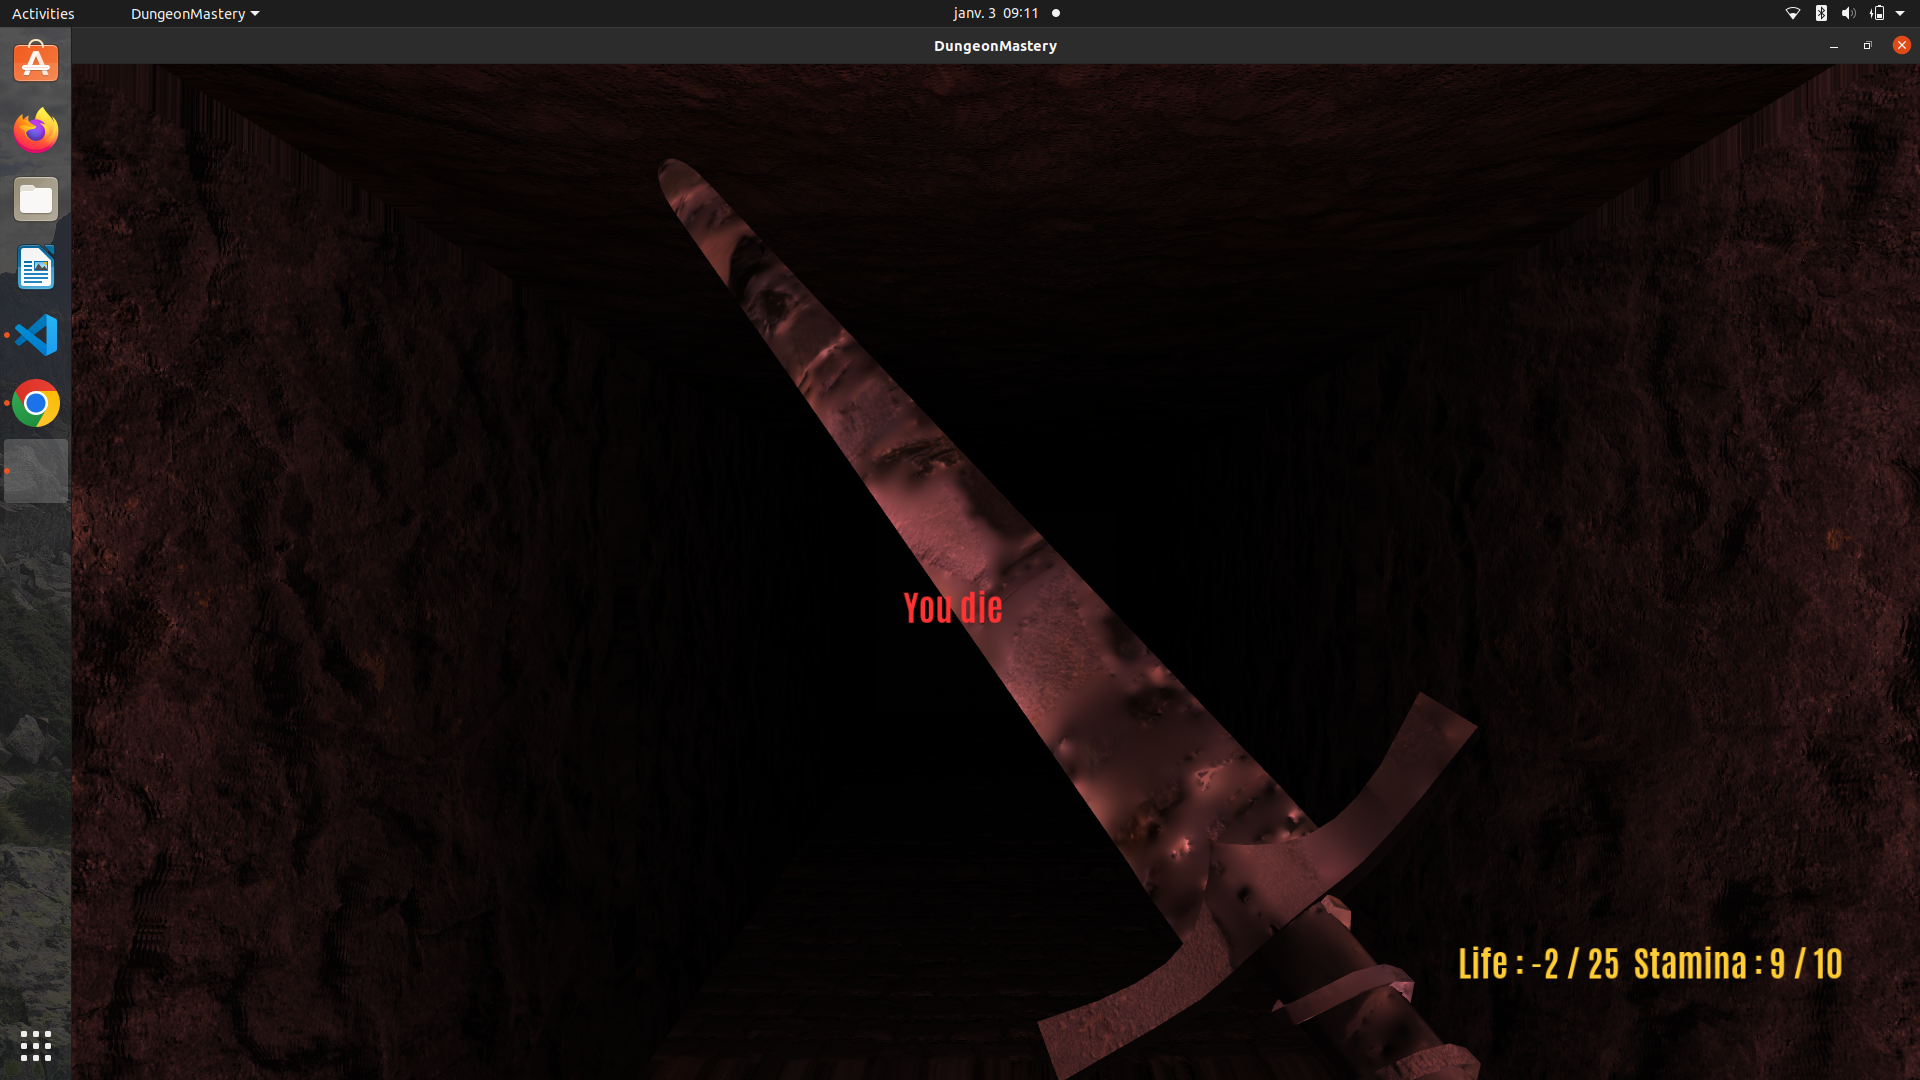 Activities
DungeonMastery
janv. 3 09:11
DungeonMastery
You die
Life : -2 / 25 Stamina : 9 / 10